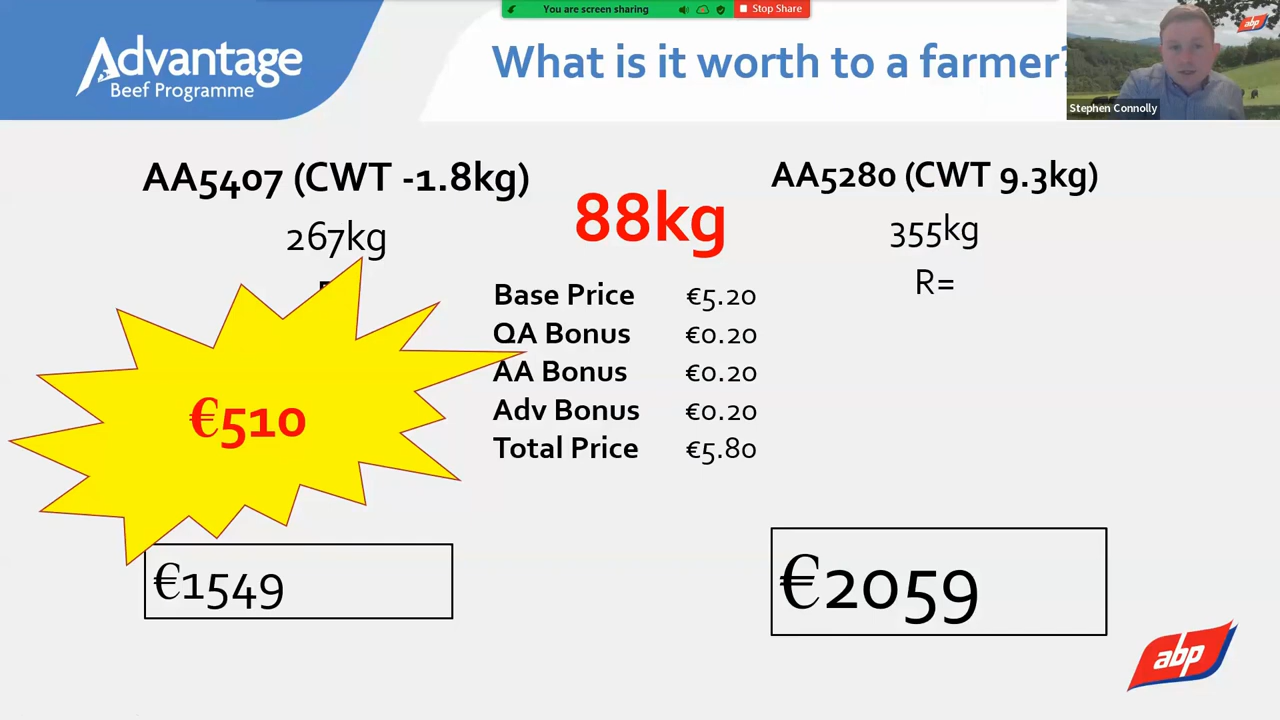 You are screen sharing
Stop Share
Advantage
Beef Programme
What is it worth to a farmer?
abp
Stephen Connolly
AA5407 (CWT -1.8kg)
267kg
88kg
AA5280 (CWT 9.3kg)
355kg
R=
Base Price €5.20
QA Bonus €0.20
AA Bonus €0.20
Adv Bonus €0.20
Total Price €5.80
€510
€1549
€2059
abp